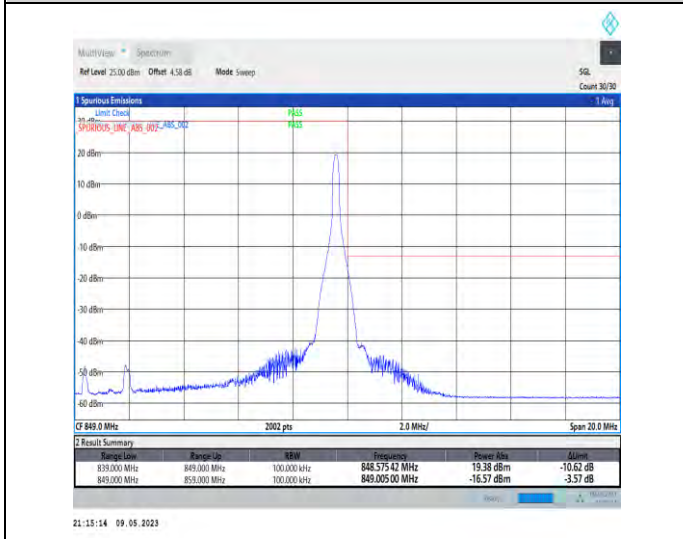 MultiView Spectrum
Ref Level 25.00 dBm Offset 4.58 dB Mode Sweep SGL
Count 30/30
1 Spurious Emissions 1 Avg
Limit Check PASS
SPURIOUS_LINE_ABS_002 PASS
20 dBm
10 dBm
0 dBm
-10 dBm
-20 dBm
-30 dBm
-40 dBm
-50 dBm
-60 dBm
CF 849.0 MHz 2002 pts 2.0 MHz/ Span 20.0 MHz
2 Result Summary
Range Low Range Up RBW Frequency Power Abs ΔLimit
839.000 MHz 849.000 MHz 100.000 kHz 848.57542 MHz 19.38 dBm -10.62 dB
849.000 MHz 859.000 MHz 100.000 kHz 849.00500 MHz -16.57 dBm -3.57 dB
21:15:14 09.05.2023